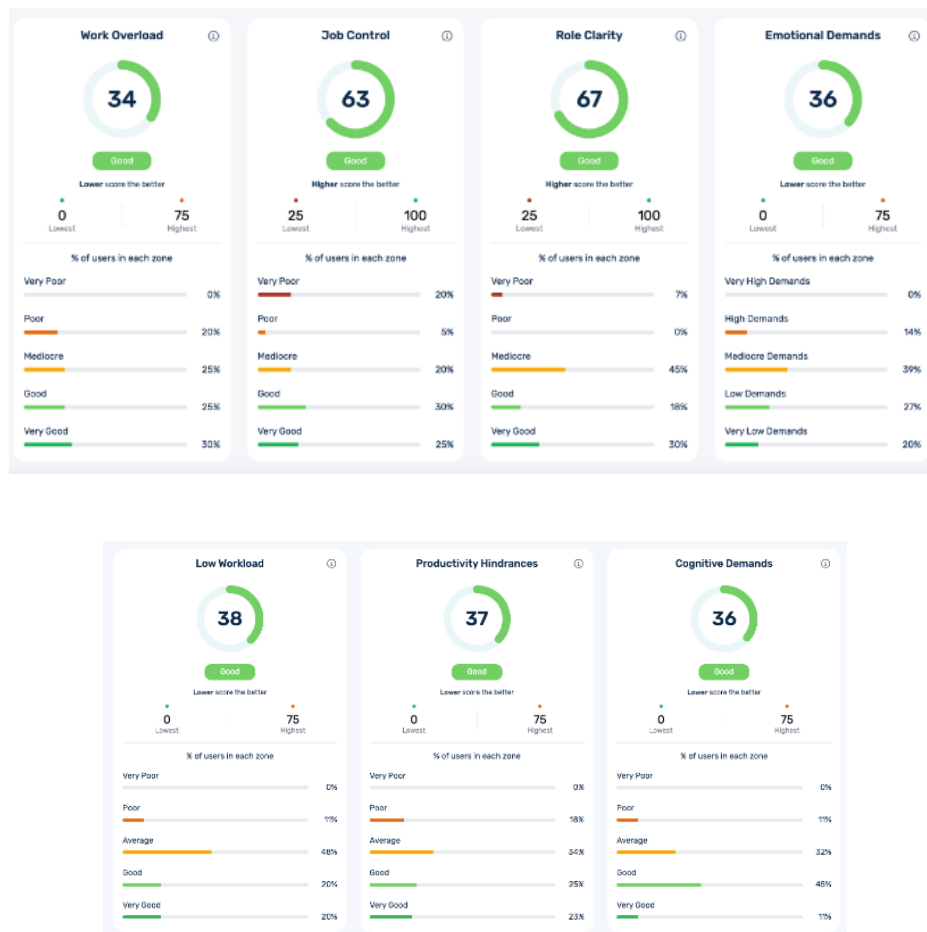 Work Overload
34
Good
Lower score the better
0 75
Lowest Highest
% of users in each zone
Very Poor
0%
Poor
20%
Mediocre
25%
Good
25%
Very Good
30%
Job Control
63
Good
Higher score the better
25 100
Lowest Highest
% of users in each zone
Very Poor
20%
Poor
5%
Mediocre
20%
Good
30%
Very Good
25%
Role Clarity
67
Good
Higher score the better
25 100
Lowest Highest
% of users in each zone
Very Poor
7%
Poor
0%
Mediocre
45%
Good
18%
Very Good
30%
Emotional Demands
36
Good
Lower score the better
0 75
Lowest Highest
% of users in each zone
Very High Demands
0%
High Demands
14%
Mediocre Demands
39%
Low Demands
27%
Very Low Demands
20%
Low Workload
38
Good
Lower score the better
0 75
Lowest Highest
% of users in each zone
Very Poor
0%
Poor
11%
Average
48%
Good
20%
Very Good
20%
Productivity Hindrances
37
Good
Lower score the better
0 75
Lowest Highest
% of users in each zone
Very Poor
0%
Poor
18%
Average
34%
Good
25%
Very Good
23%
Cognitive Demands
36
Good
Lower score the better
0 75
Lowest Highest
% of users in each zone
Very Poor
0%
Poor
11%
Average
32%
Good
45%
Very Good
11%